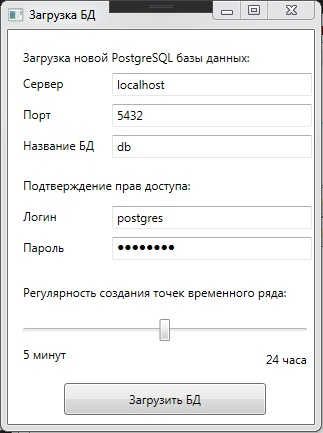 Загрузка БД
Загрузка новой PostgreSQL базы данных:
Сервер localhost
Порт 5432
Название БД db
Подтверждение прав доступа:
Логин postgres
Пароль ●●●●●●●●
Регулярность создания точек временного ряда:
5 минут 24 часа
Загрузить БД